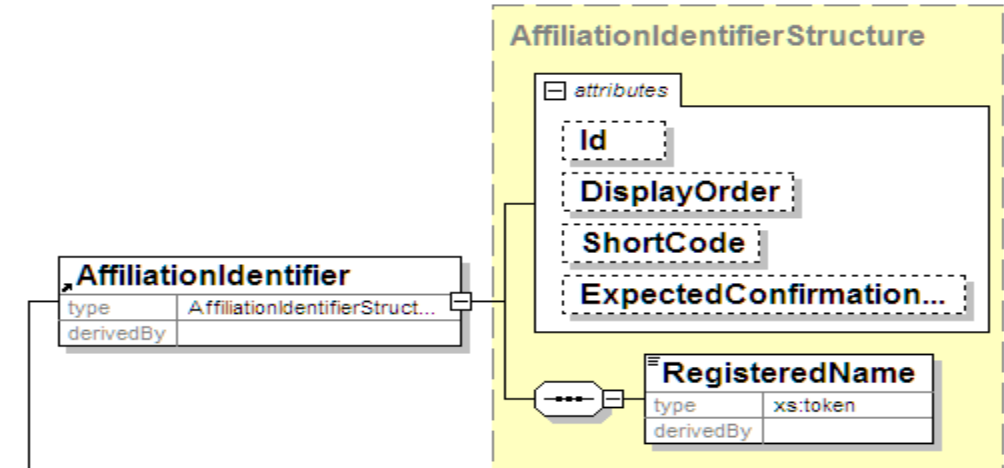 AffiliationIdentifierStructure
attributes
Id
DisplayOrder
ShortCode
ExpectedConfirmation...
AffiliationIdentifier
type AffiliationIdentifierStruct...
derivedBy
RegisteredName
type xs:token
derivedBy